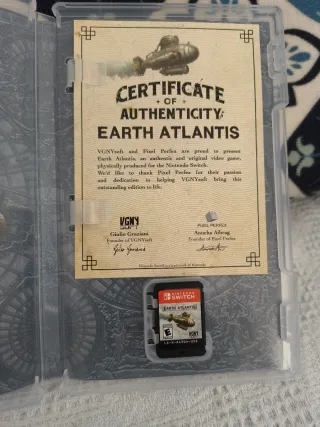 CERTIFICATE
OF
AUTHENTICITY:
EARTH ATLANTIS
VGNYsoft and Pixel Perfex are proud to present
Earth Atlantis, an authentic and original video game,
physically produced for the Nintendo Switch.
We'd like to thank Pixel Perfex for their passion
and dedication in helping VGNYsoft bring this
outstanding edition to life.
VGNY
SOFT
Giulio Graziani
Founder of VGNYsoft
PIXEL PERFEX
Founder of Pixel Perfex
NINTENDO
SWITCH
EARTH ATLANTIS
E
VGNY